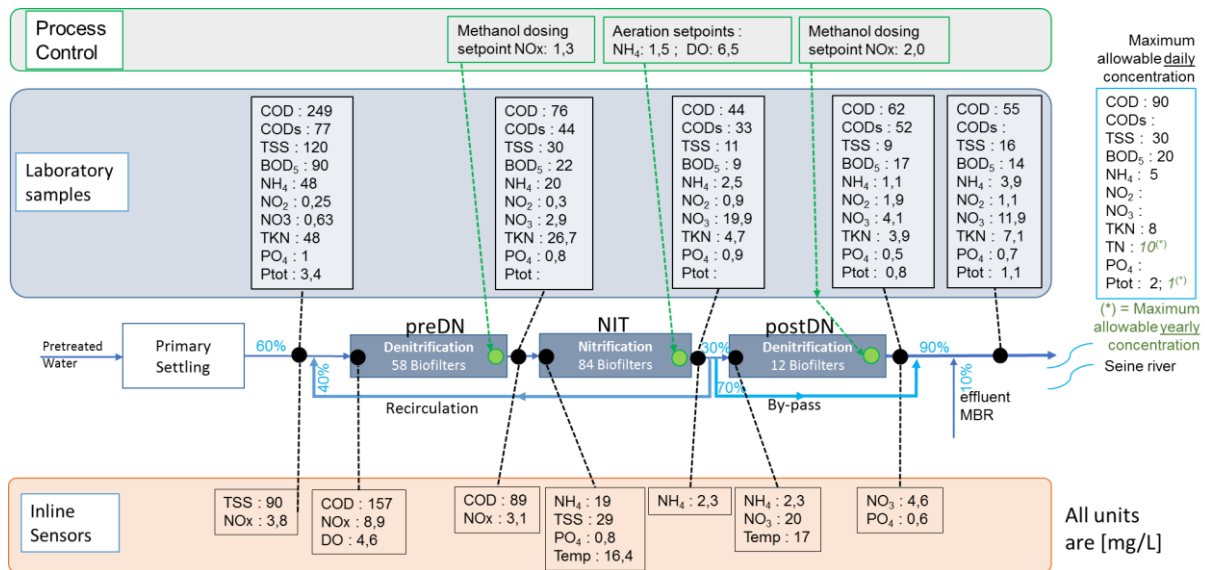 Process
Control
Methanol dosing
setpoint NOx: 1,3
Aeration setpoints :
NH₄: 1,5 ; DO: 6,5
Methanol dosing
setpoint NOx: 2,0
Maximum
allowable daily
concentration
Laboratory
samples
COD : 249
CODs : 77
TSS : 120
BOD₅ : 90
NH₄ : 48
NO₂ : 0,25
NO3 : 0,63
TKN : 48
PO₄ : 1
Ptot : 3,4
COD : 76
CODs : 44
TSS : 30
BOD₅ : 22
NH₄ : 20
NO₂ : 0,3
NO₃ : 2,9
TKN : 26,7
PO₄ : 0,8
Ptot :
COD : 44
CODs : 33
TSS : 11
BOD₅ : 9
NH₄ : 2,5
NO₂ : 0,9
NO₃ : 19,9
TKN : 4,7
PO₄ : 0,9
Ptot :
COD : 62
CODs : 52
TSS : 9
BOD₅ : 17
NH₄ : 1,1
NO₂ : 1,9
NO₃ : 4,1
TKN : 3,9
PO₄ : 0,5
Ptot : 0,8
COD : 55
CODs :
TSS : 16
BOD₅ : 14
NH₄ : 3,9
NO₂ : 1,1
NO₃ : 11,9
TKN : 7,1
PO₄ : 0,7
Ptot : 1,1
COD : 90
CODs :
TSS : 30
BOD₅ : 20
NH₄ : 5
NO₂ :
NO₃ :
TKN : 8
TN : 10(*)
PO₄ :
Ptot : 2; 1(*)
(*) = Maximum
allowable yearly
concentration
Seine river
Pretreated
Water
Primary
Settling
60%
40%
preDN
Denitrification
58 Biofilters
NIT
Nitrification
84 Biofilters
30%
70%
postDN
Denitrification
12 Biofilters
90%
10%
Recirculation
By-pass
effluent
MBR
Inline
Sensors
TSS : 90
NOx : 3,8
COD : 157
NOx : 8,9
DO : 4,6
COD : 89
NOx : 3,1
NH₄ : 19
TSS : 29
PO₄ : 0,8
Temp : 16,4
NH₄ : 2,3
NH₄ : 2,3
NO₃ : 20
Temp : 17
NO₃ : 4,6
PO₄ : 0,6
All units
are [mg/L]